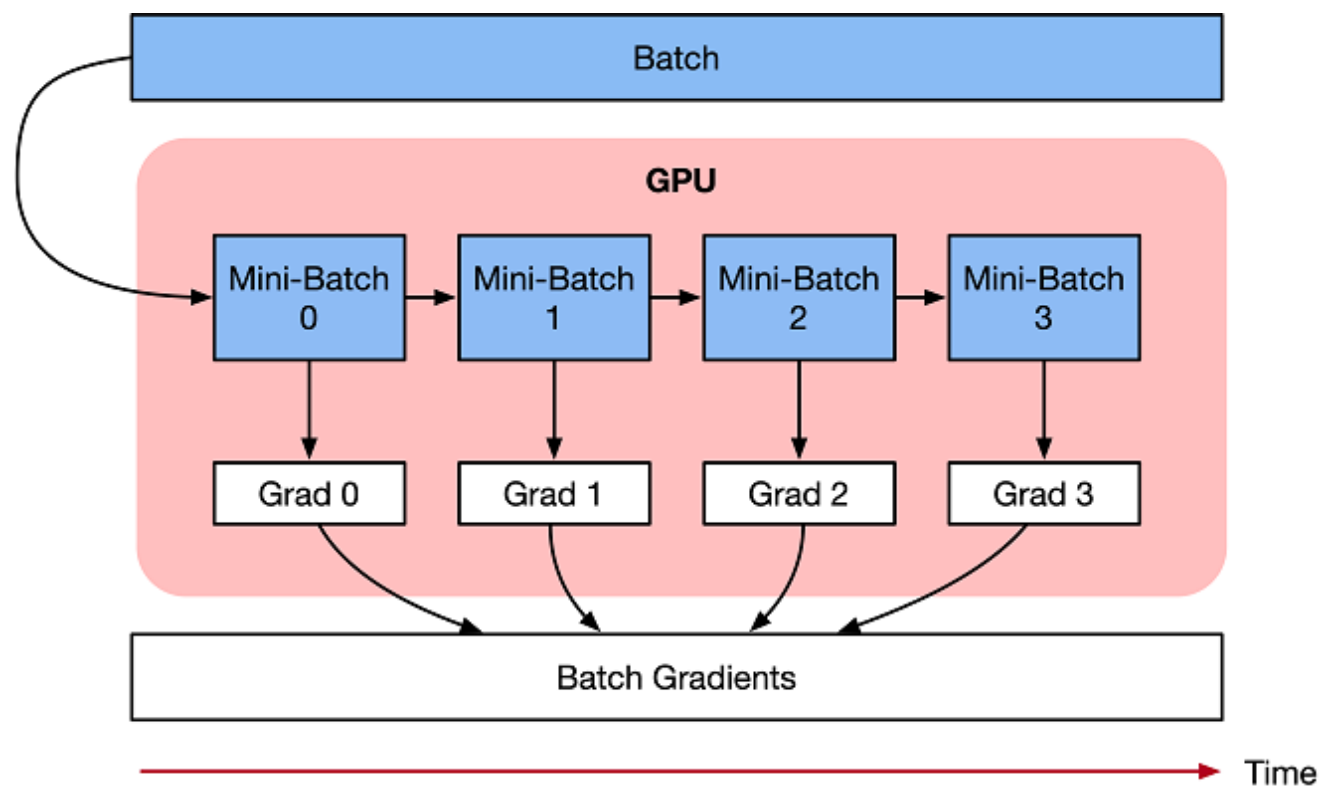 Batch
GPU
Mini-Batch
0
Mini-Batch
1
Mini-Batch
2
Mini-Batch
3
Grad 0
Grad 1
Grad 2
Grad 3
Batch Gradients
Time